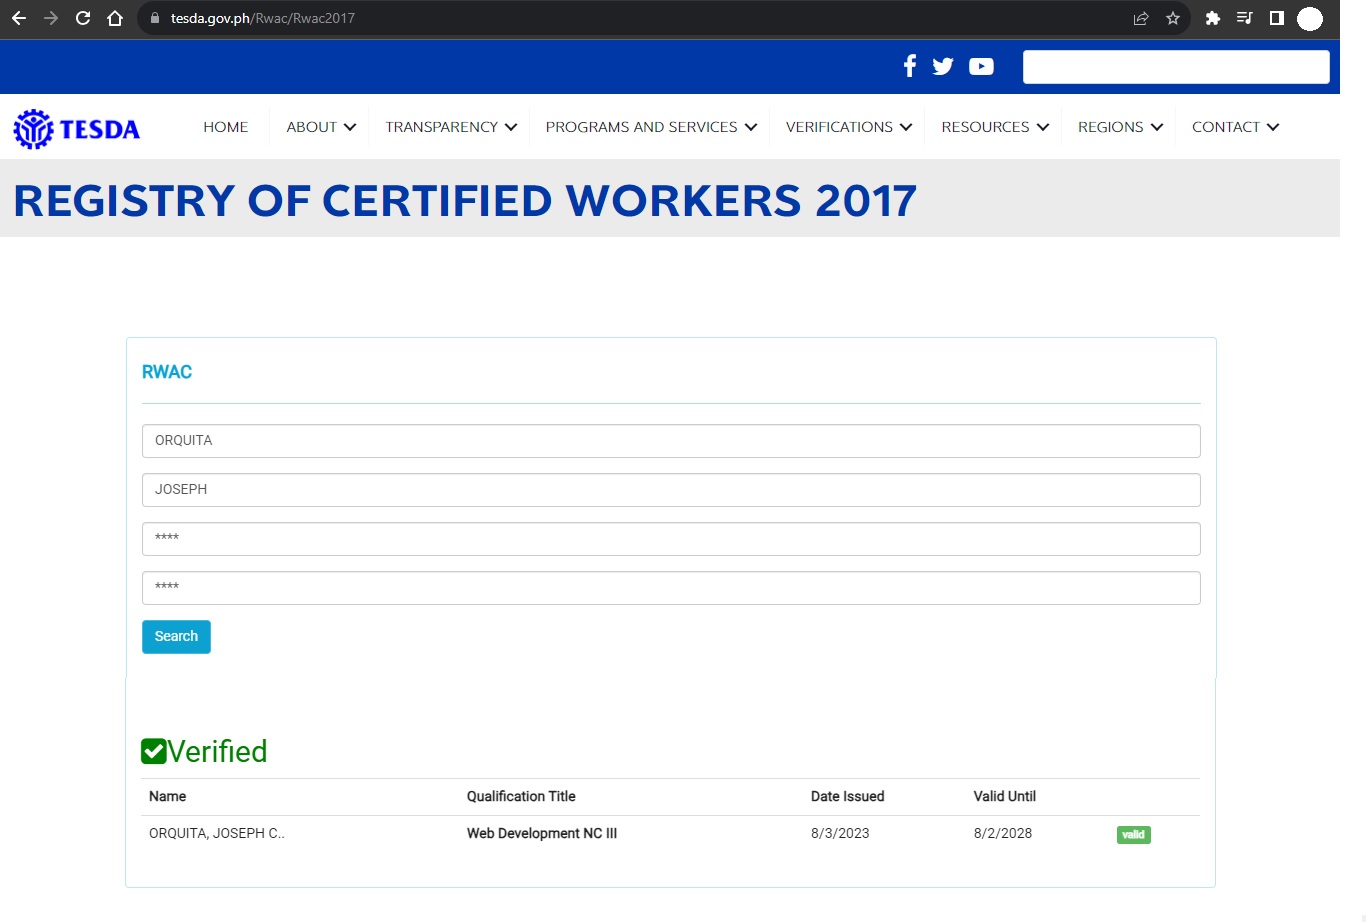 tesda.gov.ph/Rwac/Rwac2017
TESDA HOME ABOUT TRANSPARENCY PROGRAMS AND SERVICES VERIFICATIONS RESOURCES REGIONS CONTACT
REGISTRY OF CERTIFIED WORKERS 2017
RWAC
ORQUITA
JOSEPH
****
****
Search
Verified
Name Qualification Title Date Issued Valid Until
ORQUITA, JOSEPH C.. Web Development NC III 8/3/2023 8/2/2028 valid